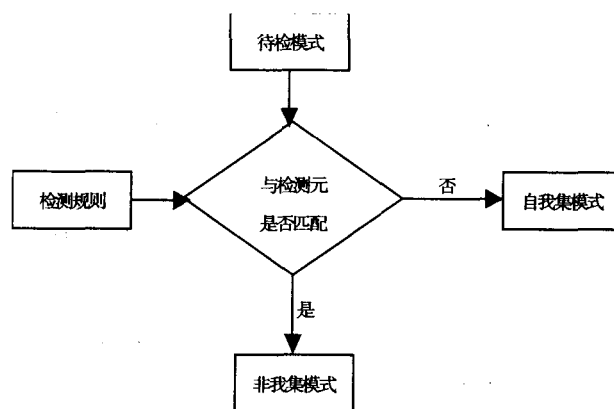 待检模式
与检测元
是否匹配
检测规则
否
自我集模式
是
非我集模式